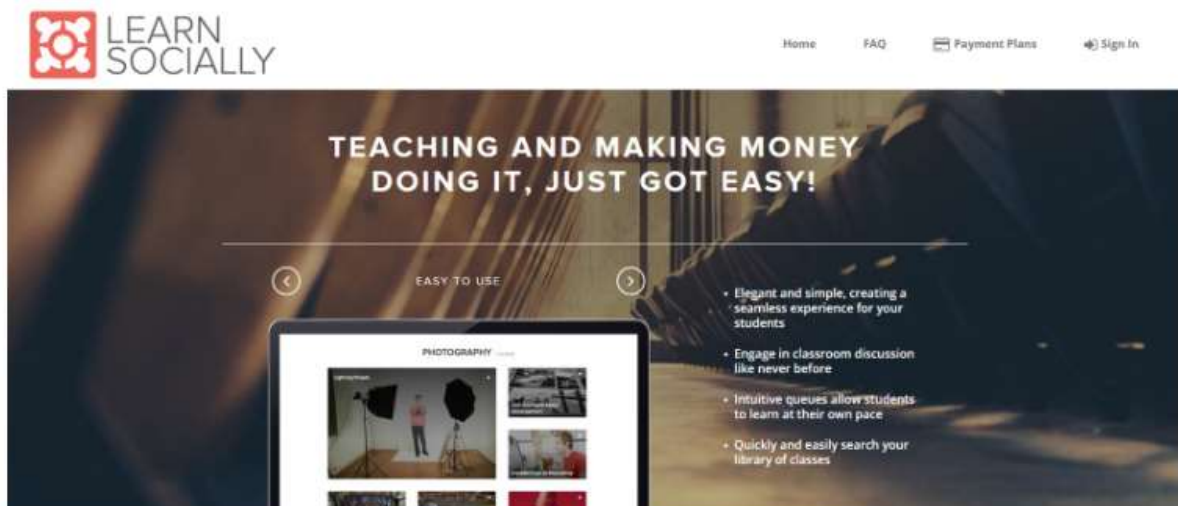 LEARN
SOCIALLY
Home
FAQ
Payment Plans
Sign In
TEACHING AND MAKING MONEY
DOING IT, JUST GOT EASY!
EASY TO USE
• Elegant and simple, creating a
seamless experience for your
students
• Engage in classroom discussion
like never before
• Intuitive queues allow students
to learn at their own pace
• Quickly and easily search your
library of classes
PHOTOGRAPHY